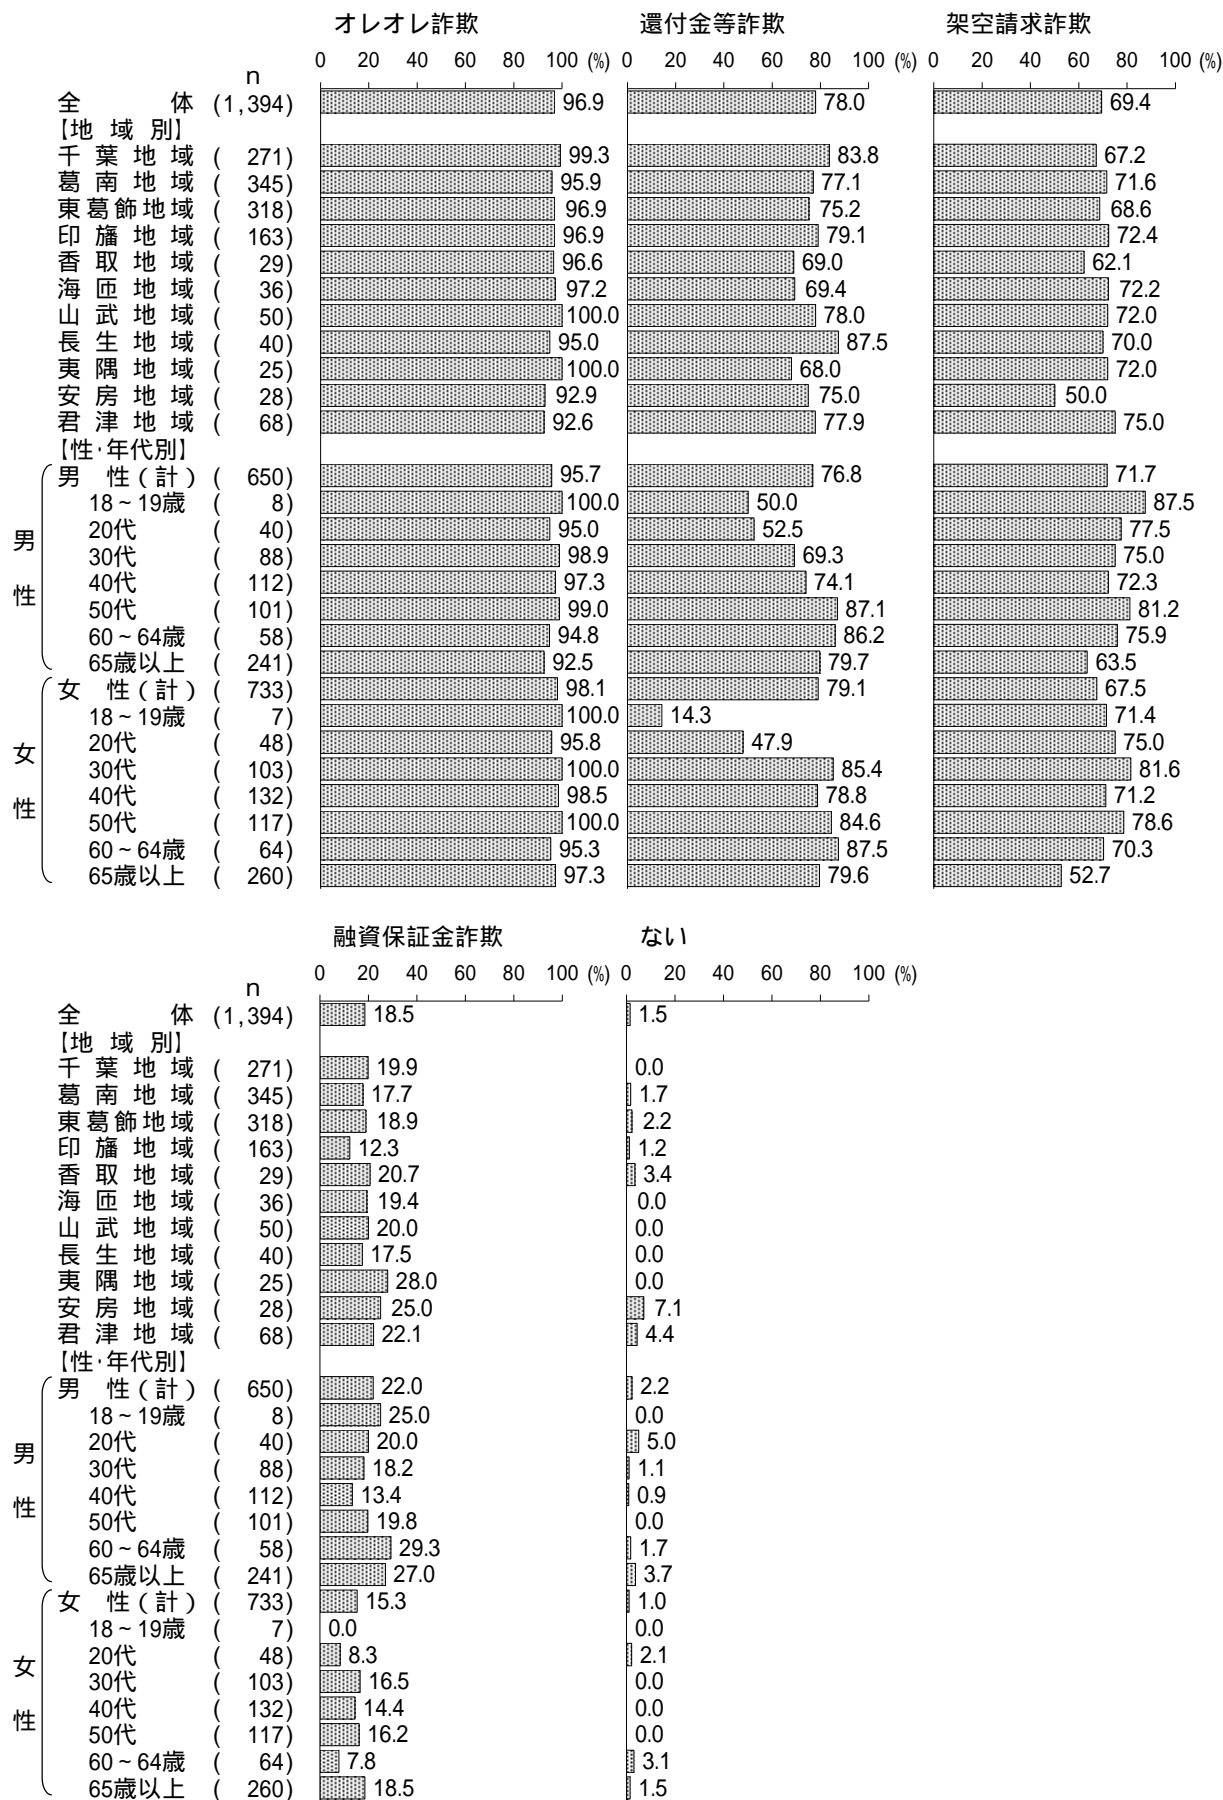 オレオレ詐欺 還付金等詐欺 架空請求詐欺
0 20 40 60 80 100 (%) 0 20 40 60 80 100 (%) 0 20 40 60 80 100 (%)
n
全 体 (1,394) 96.9 78.0 69.4
【地 域 別】
千 葉 地 域 ( 271) 99.3 83.8 67.2
葛 南 地 域 ( 345) 95.9 77.1 71.6
東葛飾地域 ( 318) 96.9 75.2 68.6
印 旛 地 域 ( 163) 96.9 79.1 72.4
香 取 地 域 ( 29) 96.6 69.0 62.1
海 匝 地 域 ( 36) 97.2 69.4 72.2
山 武 地 域 ( 50) 100.0 78.0 72.0
長 生 地 域 ( 40) 95.0 87.5 70.0
夷 隅 地 域 ( 25) 100.0 68.0 72.0
安 房 地 域 ( 28) 92.9 75.0 50.0
君 津 地 域 ( 68) 92.6 77.9 75.0
【性・年代別】
男 性（計） ( 650) 95.7 76.8 71.7
18～19歳 ( 8) 100.0 50.0 87.5
20代 ( 40) 95.0 52.5 77.5
男
30代 ( 88) 98.9 69.3 75.0
40代 ( 112) 97.3 74.1 72.3
性
50代 ( 101) 99.0 87.1 81.2
60～64歳 ( 58) 94.8 86.2 75.9
65歳以上 ( 241) 92.5 79.7 63.5
女 性（計） ( 733) 98.1 79.1 67.5
18～19歳 ( 7) 100.0 14.3 71.4
20代 ( 48) 95.8 47.9 75.0
女
30代 ( 103) 100.0 85.4 81.6
40代 ( 132) 98.5 78.8 71.2
性
50代 ( 117) 100.0 84.6 78.6
60～64歳 ( 64) 95.3 87.5 70.3
65歳以上 ( 260) 97.3 79.6 52.7
融資保証金詐欺 ない
0 20 40 60 80 100 (%) 0 20 40 60 80 100 (%)
n
全 体 (1,394) 18.5 1.5
【地 域 別】
千 葉 地 域 ( 271) 19.9 0.0
葛 南 地 域 ( 345) 17.7 1.7
東葛飾地域 ( 318) 18.9 2.2
印 旛 地 域 ( 163) 12.3 1.2
香 取 地 域 ( 29) 20.7 3.4
海 匝 地 域 ( 36) 19.4 0.0
山 武 地 域 ( 50) 20.0 0.0
長 生 地 域 ( 40) 17.5 0.0
夷 隅 地 域 ( 25) 28.0 0.0
安 房 地 域 ( 28) 25.0 7.1
君 津 地 域 ( 68) 22.1 4.4
【性・年代別】
男 性（計） ( 650) 22.0 2.2
18～19歳 ( 8) 25.0 0.0
20代 ( 40) 20.0 5.0
男
30代 ( 88) 18.2 1.1
40代 ( 112) 13.4 0.9
性
50代 ( 101) 19.8 0.0
60～64歳 ( 58) 29.3 1.7
65歳以上 ( 241) 27.0 3.7
女 性（計） ( 733) 15.3 1.0
18～19歳 ( 7) 0.0 0.0
20代 ( 48) 8.3 2.1
女
30代 ( 103) 16.5 0.0
40代 ( 132) 14.4 0.0
性
50代 ( 117) 16.2 0.0
60～64歳 ( 64) 7.8 3.1
65歳以上 ( 260) 18.5 1.5